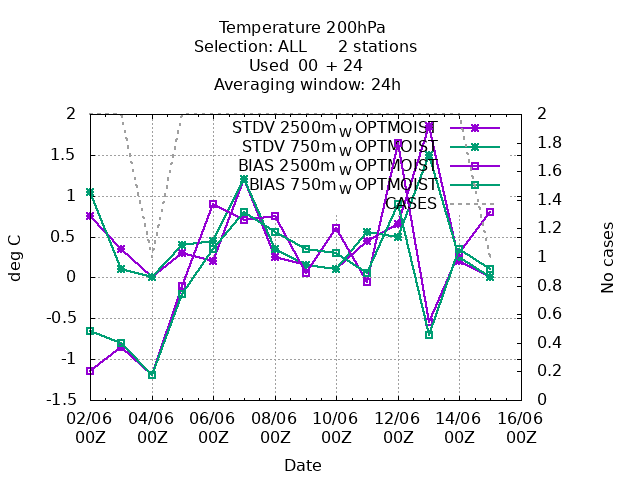 Temperature 200hPa
Selection: ALL 2 stations
Used 00 + 24
Averaging window: 24h
STDV 2500m_W OPTMOIST
STDV 750m_W OPTMOIST
BIAS 2500m_W OPTMOIST
BIAS 750m_W OPTMOIST
CASES
2
1.5
1
0.5
0
-0.5
-1
-1.5
deg C
2
1.8
1.6
1.4
1.2
1
0.8
0.6
0.4
0.2
0
No cases
02/06 04/06 06/06 08/06 10/06 12/06 14/06 16/06
00Z 00Z 00Z 00Z 00Z 00Z 00Z 00Z
Date